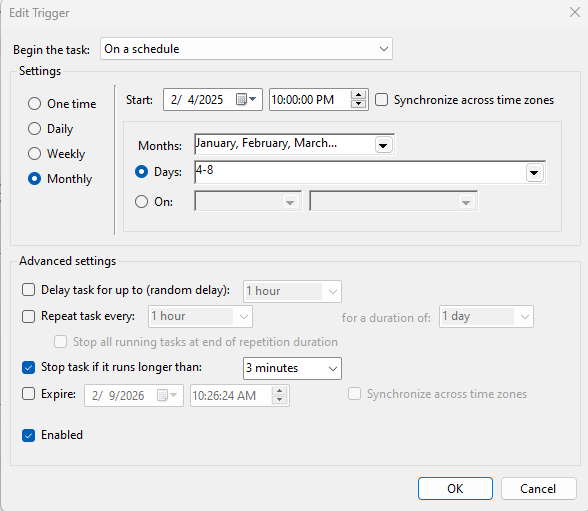 Edit Trigger
Begin the task: On a schedule
Settings
One time
Daily
Weekly
Monthly
Start: 2/ 4/2025 10:00:00 PM Synchronize across time zones
Months: January, February, March...
Days: 4-8
On:
Advanced settings
Delay task for up to (random delay): 1 hour
Repeat task every: 1 hour for a duration of: 1 day
Stop all running tasks at end of repetition duration
Stop task if it runs longer than: 3 minutes
Expire: 2/ 9/2026 10:26:24 AM Synchronize across time zones
Enabled
OK Cancel